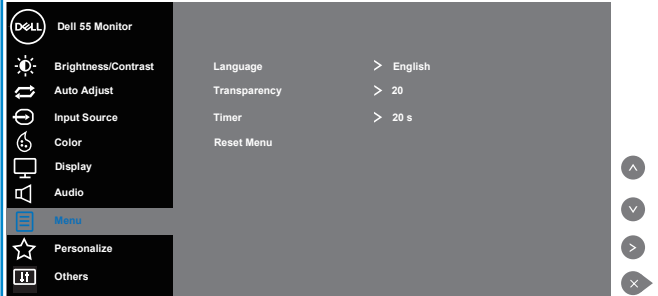 DELL Dell 55 Monitor
Brightness/Contrast
Auto Adjust
Input Source
Color
Display
Audio
Menu
Personalize
Others
Language > English
Transparency > 20
Timer > 20 s
Reset Menu